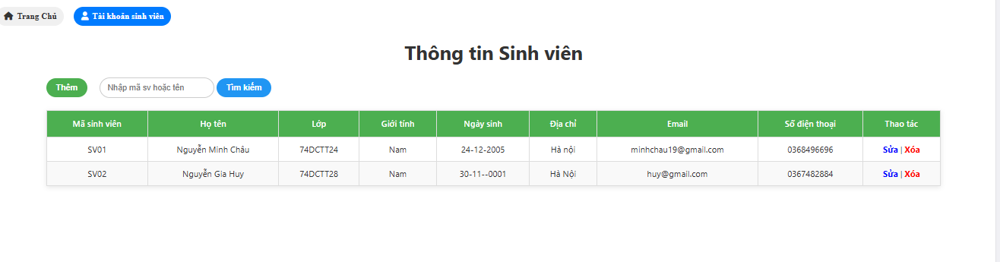 Trang Chủ Tài khoản sinh viên
Thông tin Sinh viên
Thêm Nhập mã sv hoặc tên Tìm kiếm
Mã sinh viên Họ tên Lớp Giới tính Ngày sinh Địa chỉ Email Số điện thoại Thao tác
SV01 Nguyễn Minh Châu 74DCTT24 Nam 24-12-2005 Hà nội minhchau19@gmail.com 0368496696 Sửa | Xóa
SV02 Nguyễn Gia Huy 74DCTT28 Nam 30-11--0001 Hà Nội huy@gmail.com 0367482884 Sửa | Xóa